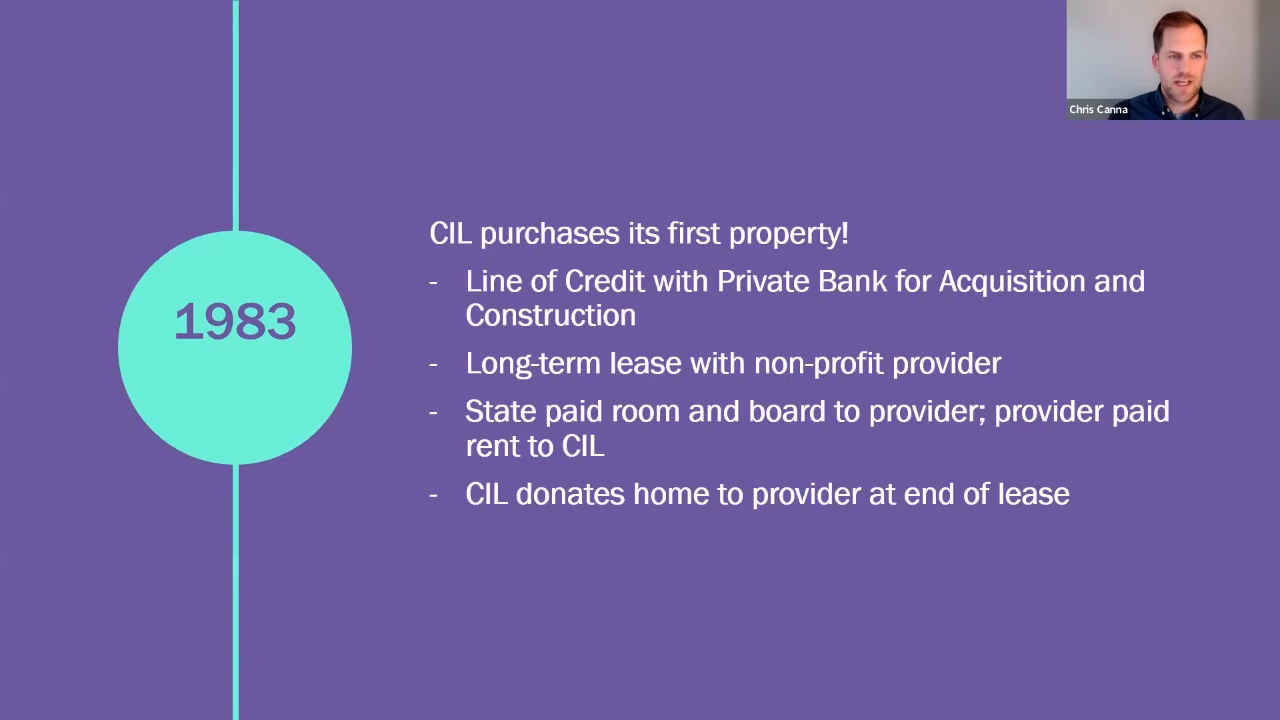 Chris Canna
1983
CIL purchases its first property!
- Line of Credit with Private Bank for Acquisition and
Construction
- Long-term lease with non-profit provider
- State paid room and board to provider; provider paid
rent to CIL
- CIL donates home to provider at end of lease